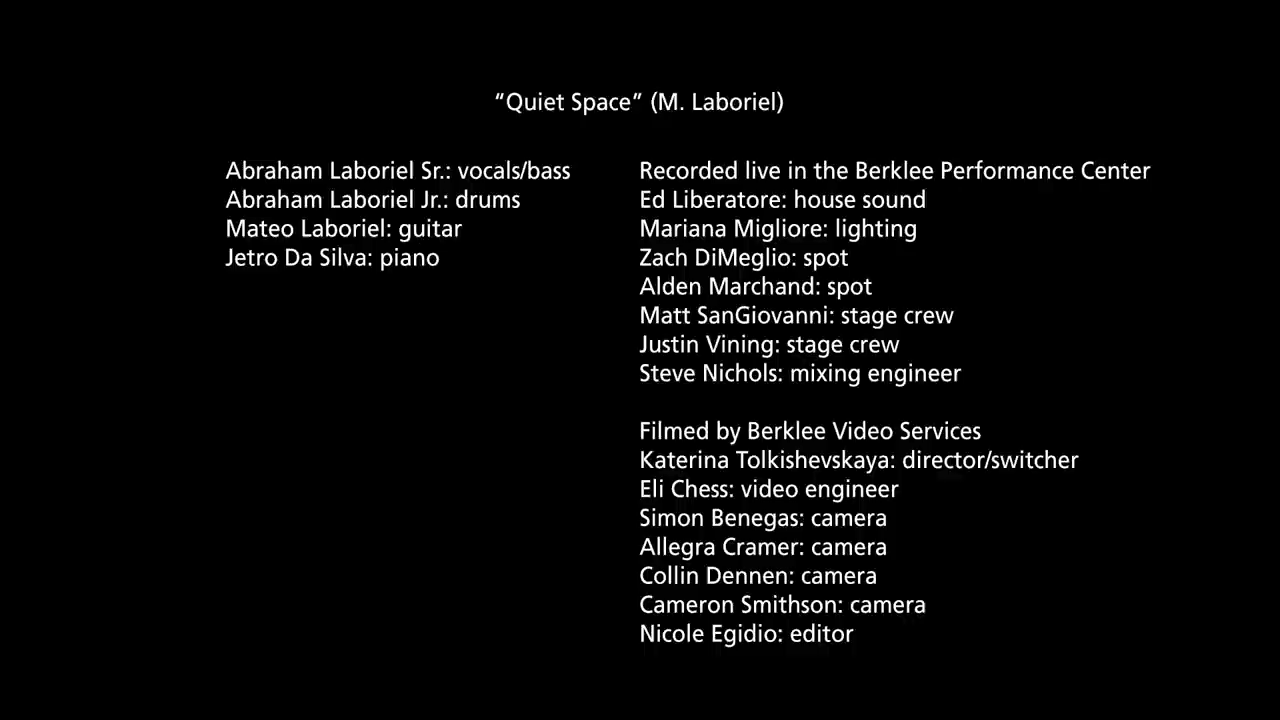 “Quiet Space” (M. Laboriel)
Abraham Laboriel Sr.: vocals/bass
Abraham Laboriel Jr.: drums
Mateo Laboriel: guitar
Jetro Da Silva: piano
Recorded live in the Berklee Performance Center
Ed Liberatore: house sound
Mariana Migliore: lighting
Zach DiMeglio: spot
Alden Marchand: spot
Matt SanGiovanni: stage crew
Justin Vining: stage crew
Steve Nichols: mixing engineer
Filmed by Berklee Video Services
Katerina Tolkishevskaya: director/switcher
Eli Chess: video engineer
Simon Benegas: camera
Allegra Cramer: camera
Collin Dennen: camera
Cameron Smithson: camera
Nicole Egidio: editor